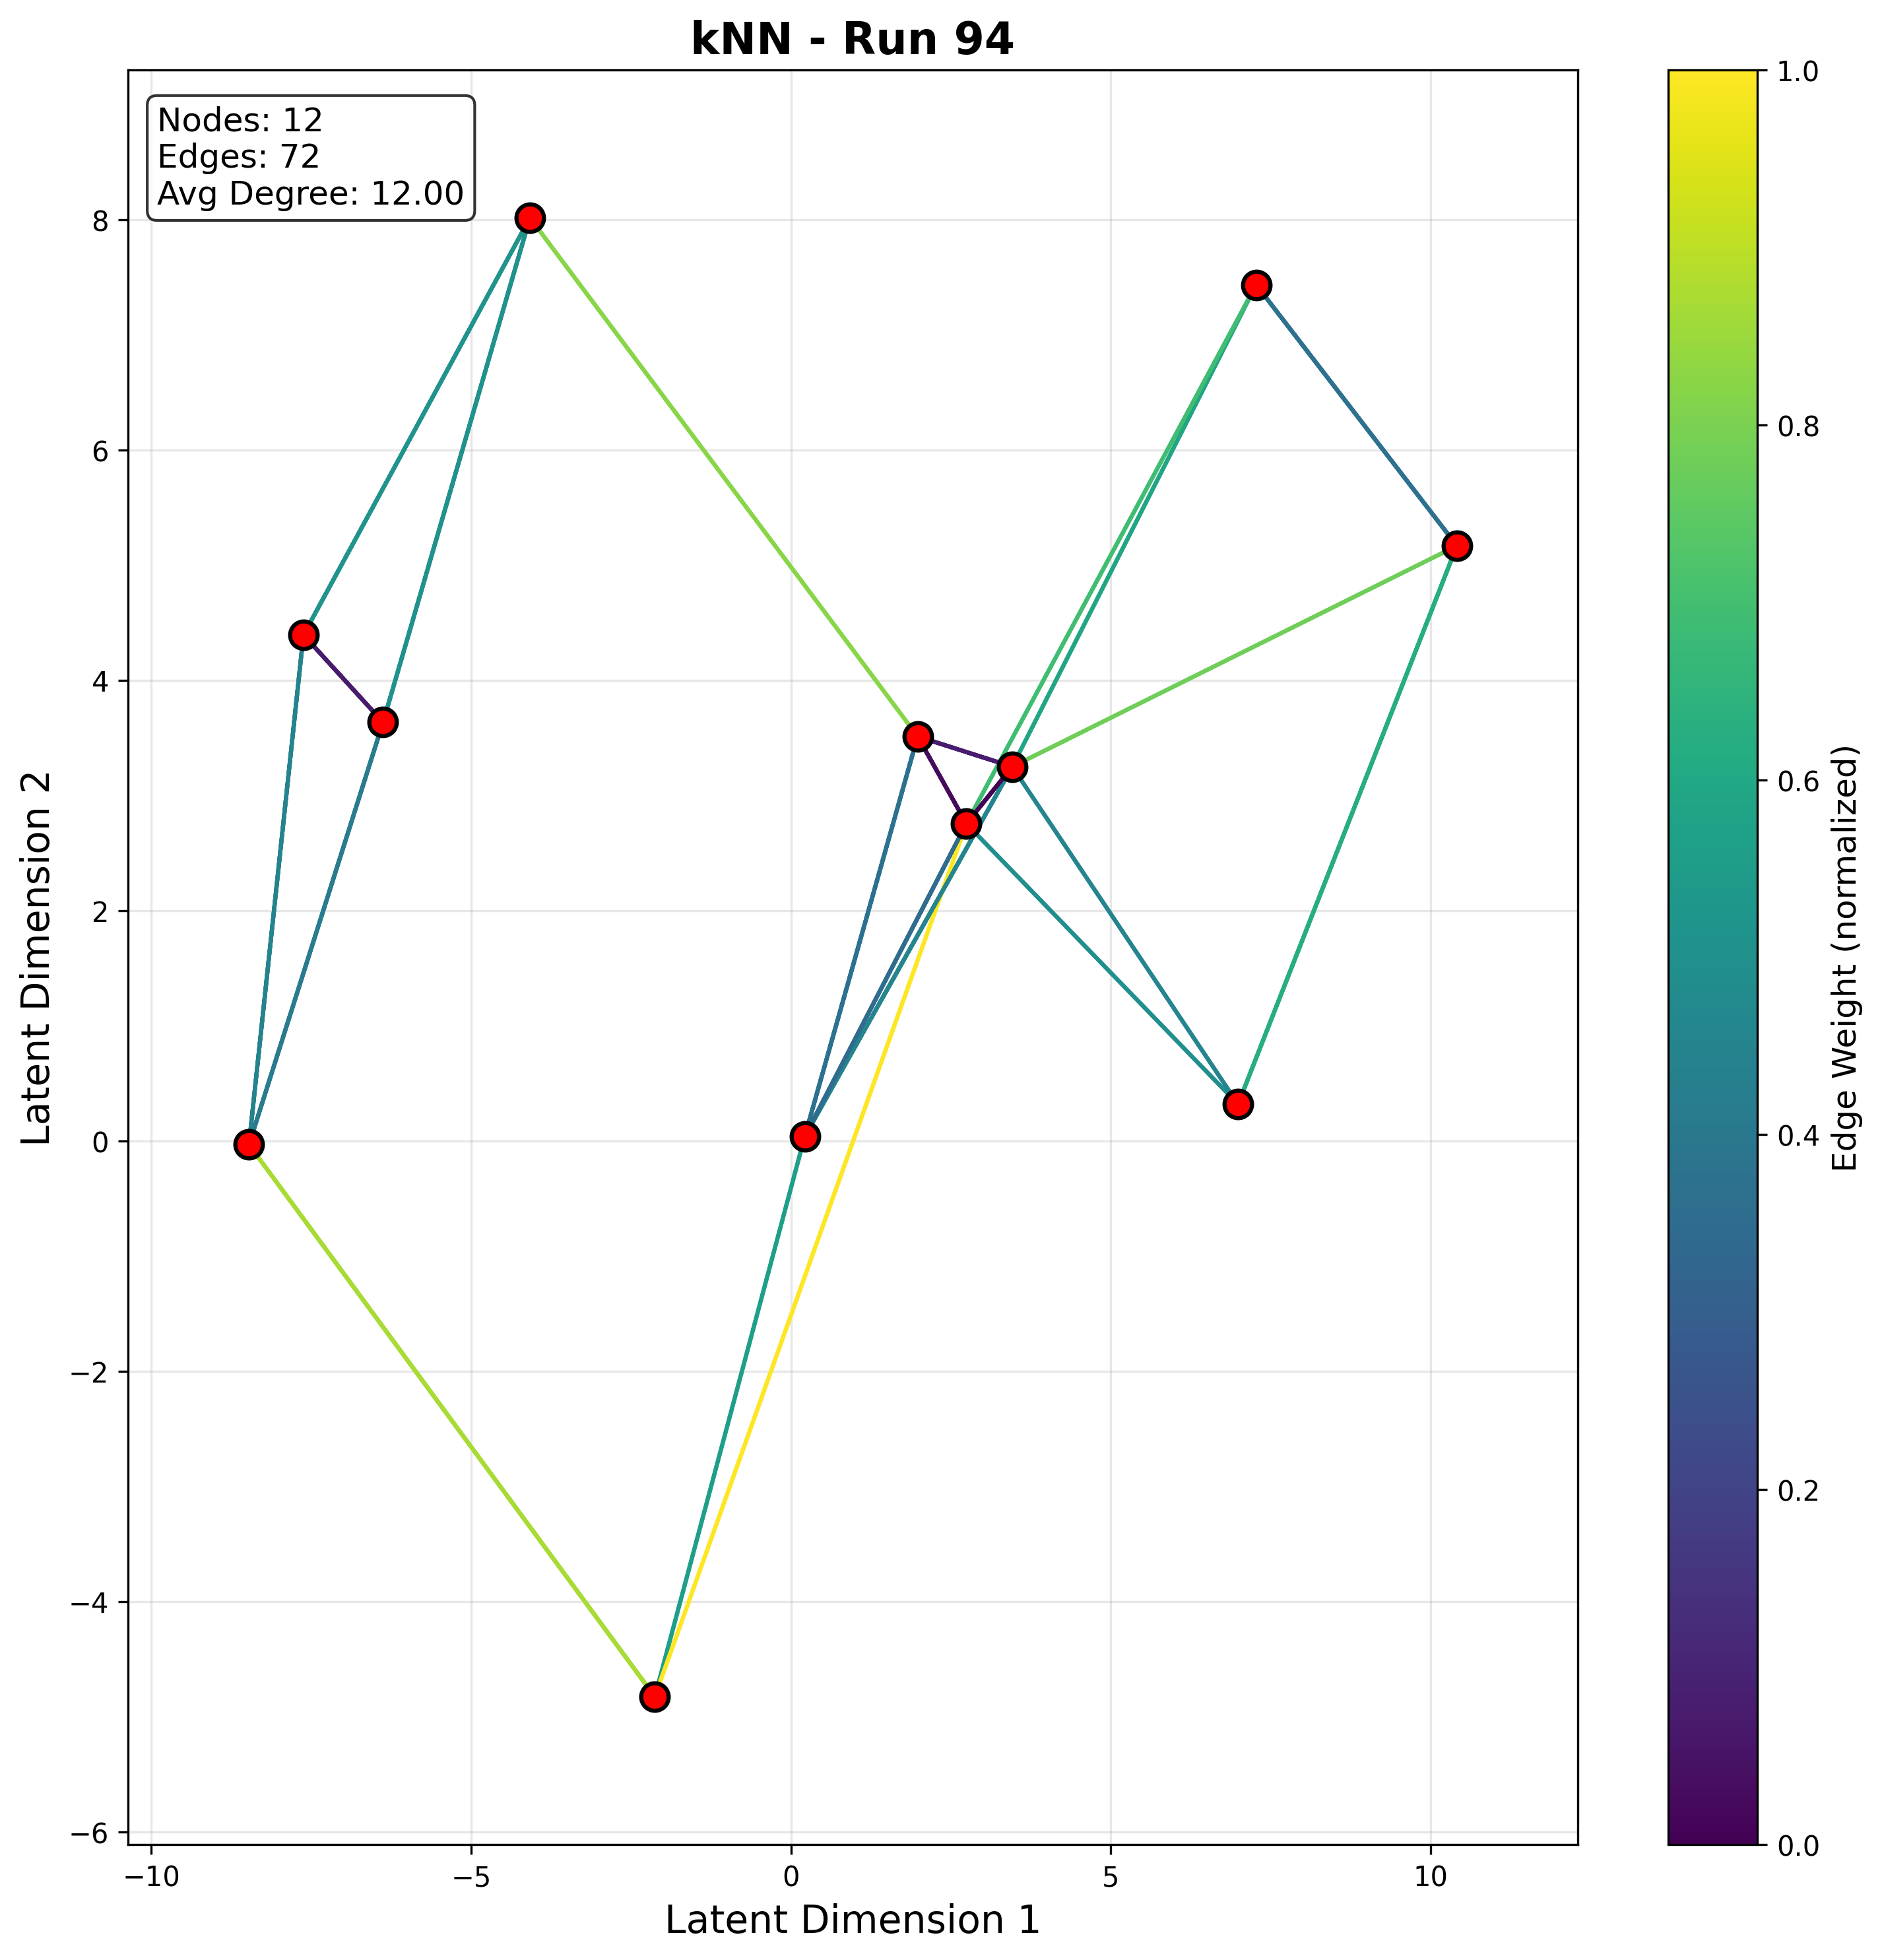 kNN - Run 94
Nodes: 12
Edges: 72
Avg Degree: 12.00
8
6
4
2
0
−2
−4
−6
−10
−5
0
5
10
Latent Dimension 1
Latent Dimension 2
1.0
0.8
0.6
0.4
0.2
0.0
Edge Weight (normalized)